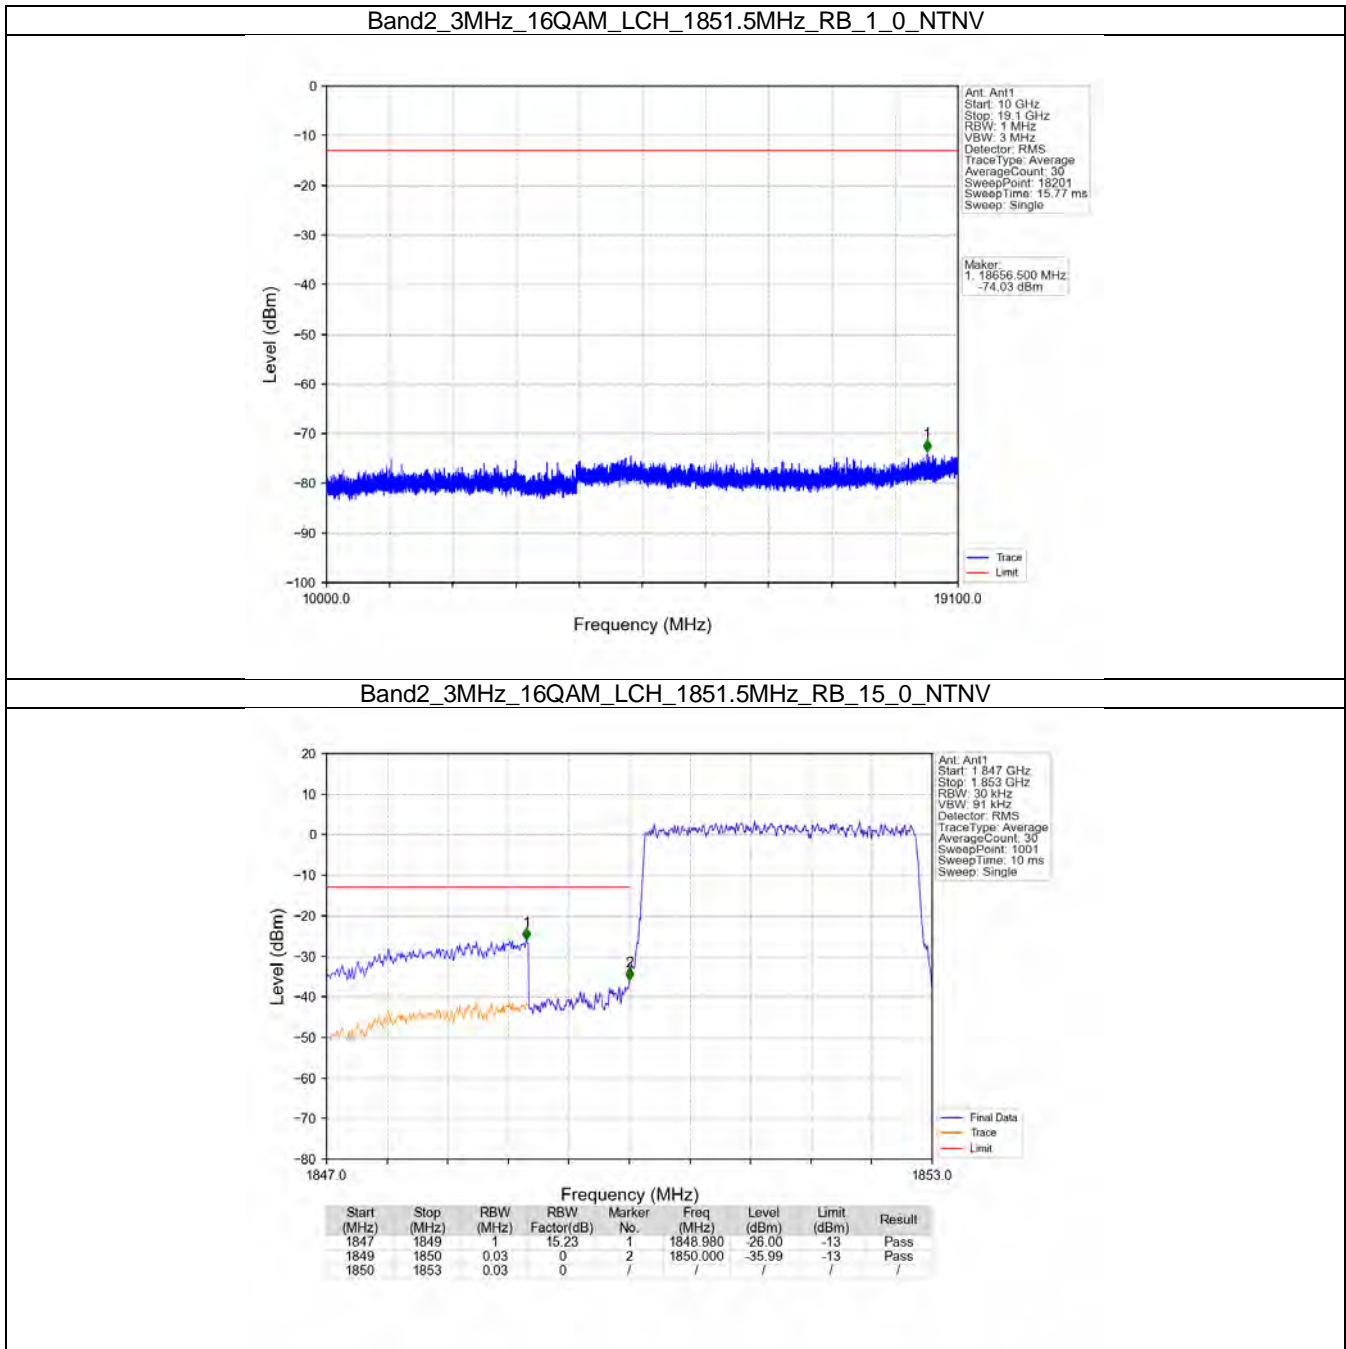 Band2_3MHz_16QAM_LCH_1851.5MHz_RB_1_0_NTNV
0
−10
−20
−30
−40
−50
−60
−70
−80
−90
−100
Level (dBm)
10000.0
19100.0
Frequency (MHz)
1
Ant: Ant1
Start: 10 GHz
Stop: 19.1 GHz
RBW: 1 MHz
VBW: 3 MHz
Detector: RMS
TraceType: Average
AverageCount: 30
SweepPoint: 18201
SweepTime: 15.77 ms
Sweep: Single
Maker:
1. 18656.500 MHz
-74.03 dBm
Trace
Limit
Band2_3MHz_16QAM_LCH_1851.5MHz_RB_15_0_NTNV
20
10
0
−10
−20
−30
−40
−50
−60
−70
−80
Level (dBm)
1847.0
1853.0
Frequency (MHz)
1
2
Ant: Ant1
Start: 1.847 GHz
Stop: 1.853 GHz
RBW: 30 kHz
VBW: 91 kHz
Detector: RMS
TraceType: Average
AverageCount: 30
SweepPoint: 1001
SweepTime: 10 ms
Sweep: Single
Final Data
Trace
Limit
Start (MHz) Stop (MHz) RBW (MHz) RBW Factor(dB) Marker No. Freq (MHz) Level (dBm) Limit (dBm) Result
1847 1849 1 15.23 1 1848.980 -26.00 -13 Pass
1849 1850 0.03 0 2 1850.000 -35.99 -13 Pass
1850 1853 0.03 0 / / / / /